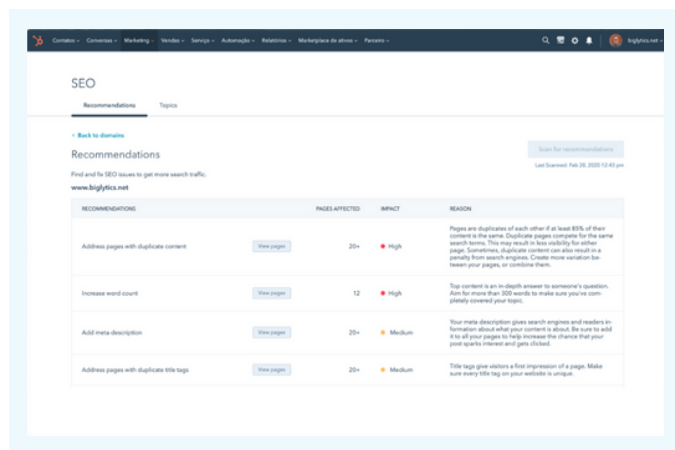 Contatos Conversas Marketing Vendas Serviço Automação Relatórios Marketplace de ativos Parceiro biglytics.net
SEO
Recommendations Topics
Back to domains
Recommendations Scan for recommendations
Last Scanned: Feb 28, 2020 12:43 pm
Find and fix SEO issues to get more search traffic.
www.biglytics.net
RECOMMENDATIONS PAGES AFFECTED IMPACT REASON
Address pages with duplicate content View pages 20+ High
Pages are duplicates of each other if at least 85% of their
content is the same. Duplicate pages compete for the same
search terms. This may result in less visibility for either
page. Sometimes, duplicate content can also result in a
penalty from search engines. Create more variation be-
tween your pages, or combine them.
Increase word count View pages 12 High
Top content is an in-depth answer to someone's question.
Aim for more than 300 words to make sure you've com-
pletely covered your topic.
Add meta description View pages 20+ Medium
Your meta description gives search engines and readers in-
formation about what your content is about. Be sure to add
it to all your pages to help increase the chance that your
post sparks interest and gets clicked.
Address pages with duplicate title tags View pages 20+ Medium
Title tags give visitors a first impression of a page. Make
sure every title tag on your website is unique.